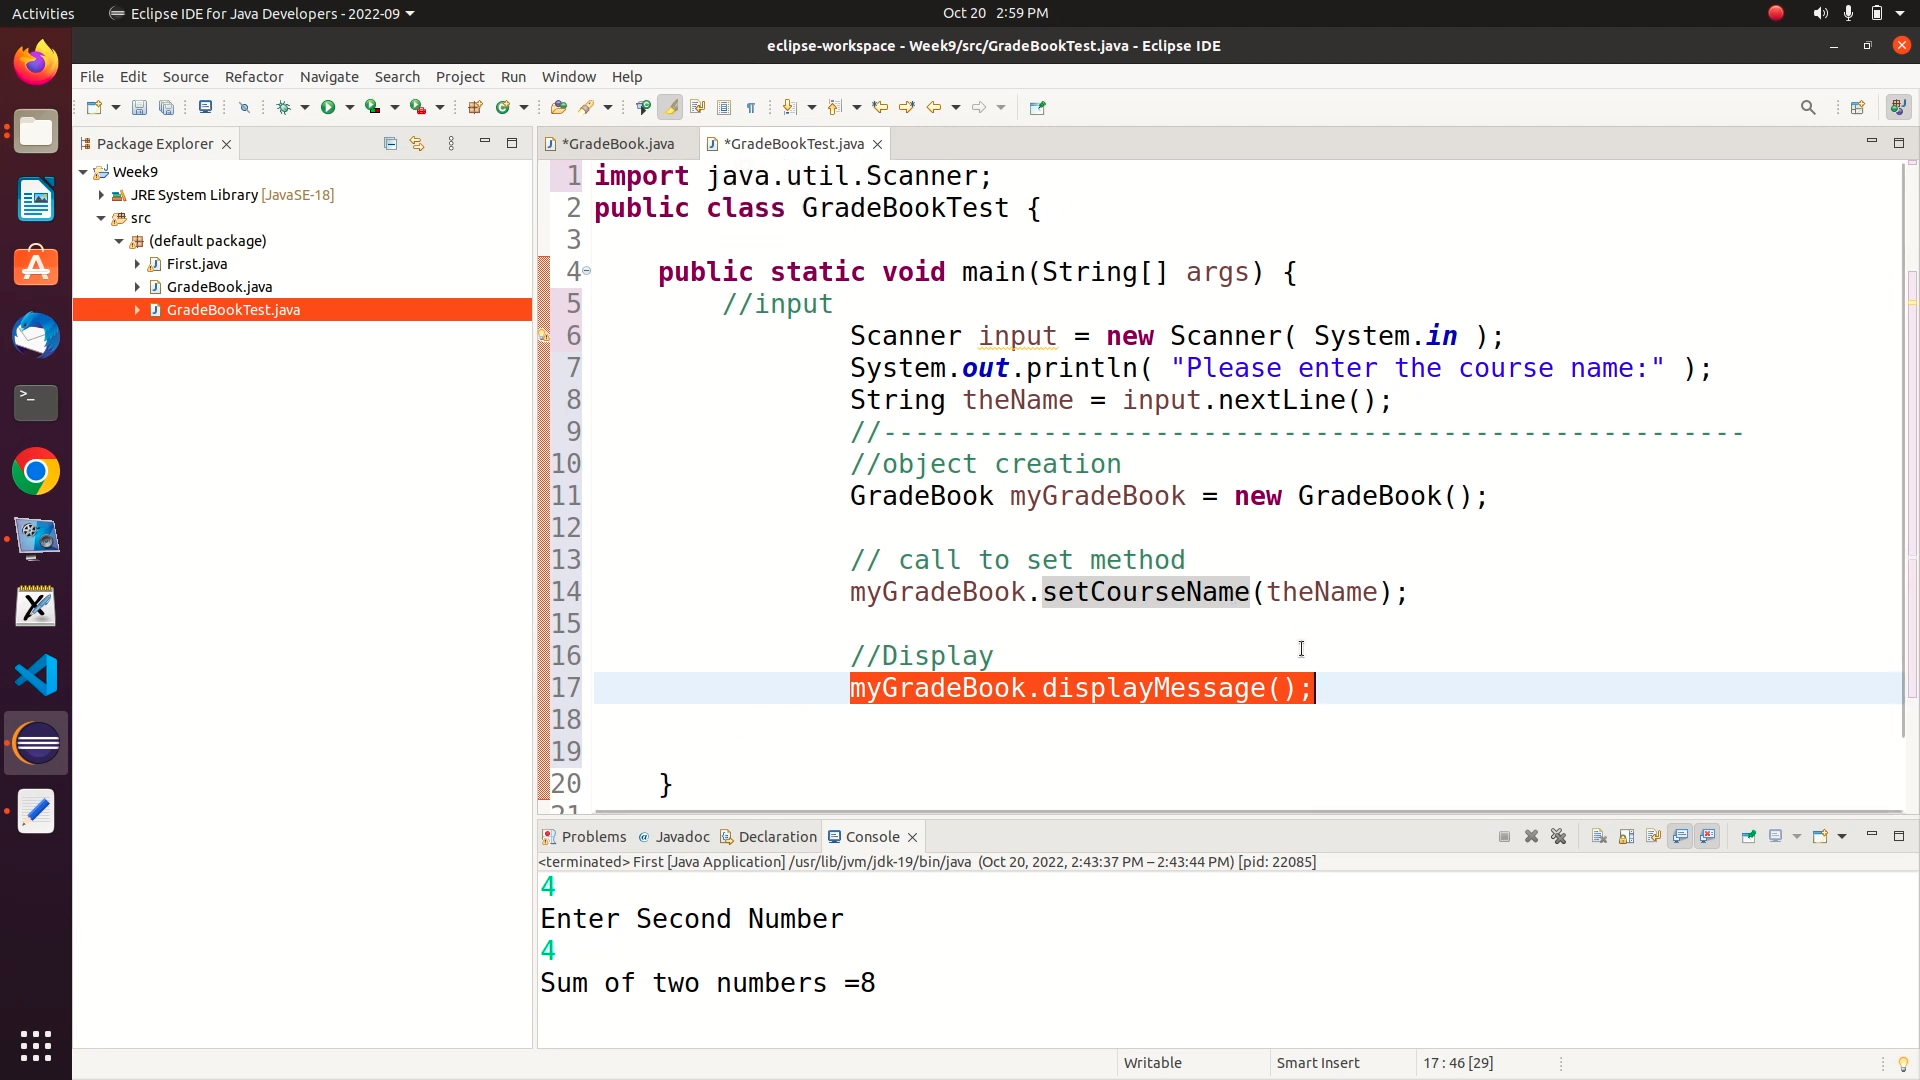 Activities
Eclipse IDE for Java Developers - 2022-09
Oct 20 2:59 PM
eclipse-workspace - Week9/src/GradeBookTest.java - Eclipse IDE
File Edit Source Refactor Navigate Search Project Run Window Help
Package Explorer
Week9
JRE System Library [JavaSE-18]
src
(default package)
First.java
GradeBook.java
GradeBookTest.java
*GradeBook.java
*GradeBookTest.java
1 import java.util.Scanner;
2 public class GradeBookTest {
3
4 public static void main(String[] args) {
5 //input
6 Scanner input = new Scanner( System.in );
7 System.out.println( "Please enter the course name:" );
8 String theName = input.nextLine();
9 //------------------------------------------------------
10 //object creation
11 GradeBook myGradeBook = new GradeBook();
12
13 // call to set method
14 myGradeBook.setCourseName(theName);
15
16 //Display
17 myGradeBook.displayMessage();
18
19
20 }
21
Problems @ Javadoc Declaration Console
<terminated> First [Java Application] /usr/lib/jvm/jdk-19/bin/java (Oct 20, 2022, 2:43:37 PM – 2:43:44 PM) [pid: 22085]
4
Enter Second Number
4
Sum of two numbers =8
Writable
Smart Insert
17 : 46 [29]